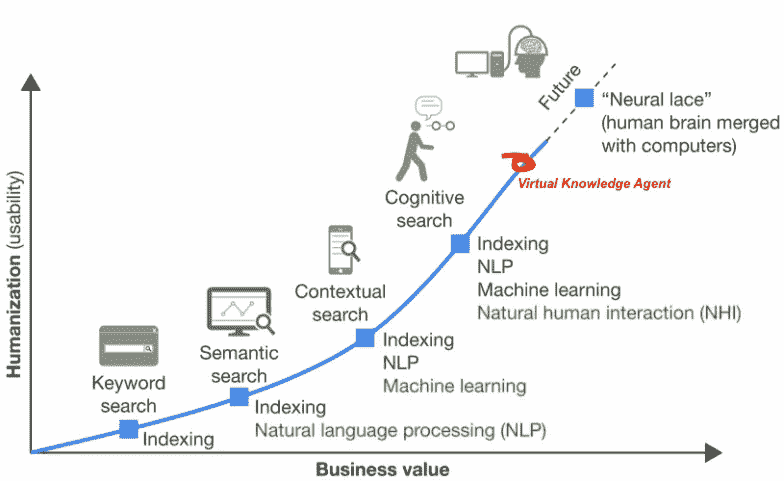 Future
"Neural lace"
(human brain merged
with computers)
Virtual Knowledge Agent
Cognitive
search
Indexing
NLP
Machine learning
Natural human interaction (NHI)
Contextual
search
Indexing
NLP
Machine learning
Semantic
search
Indexing
Natural language processing (NLP)
Keyword
search
Indexing
Humanization (usability)
Business value